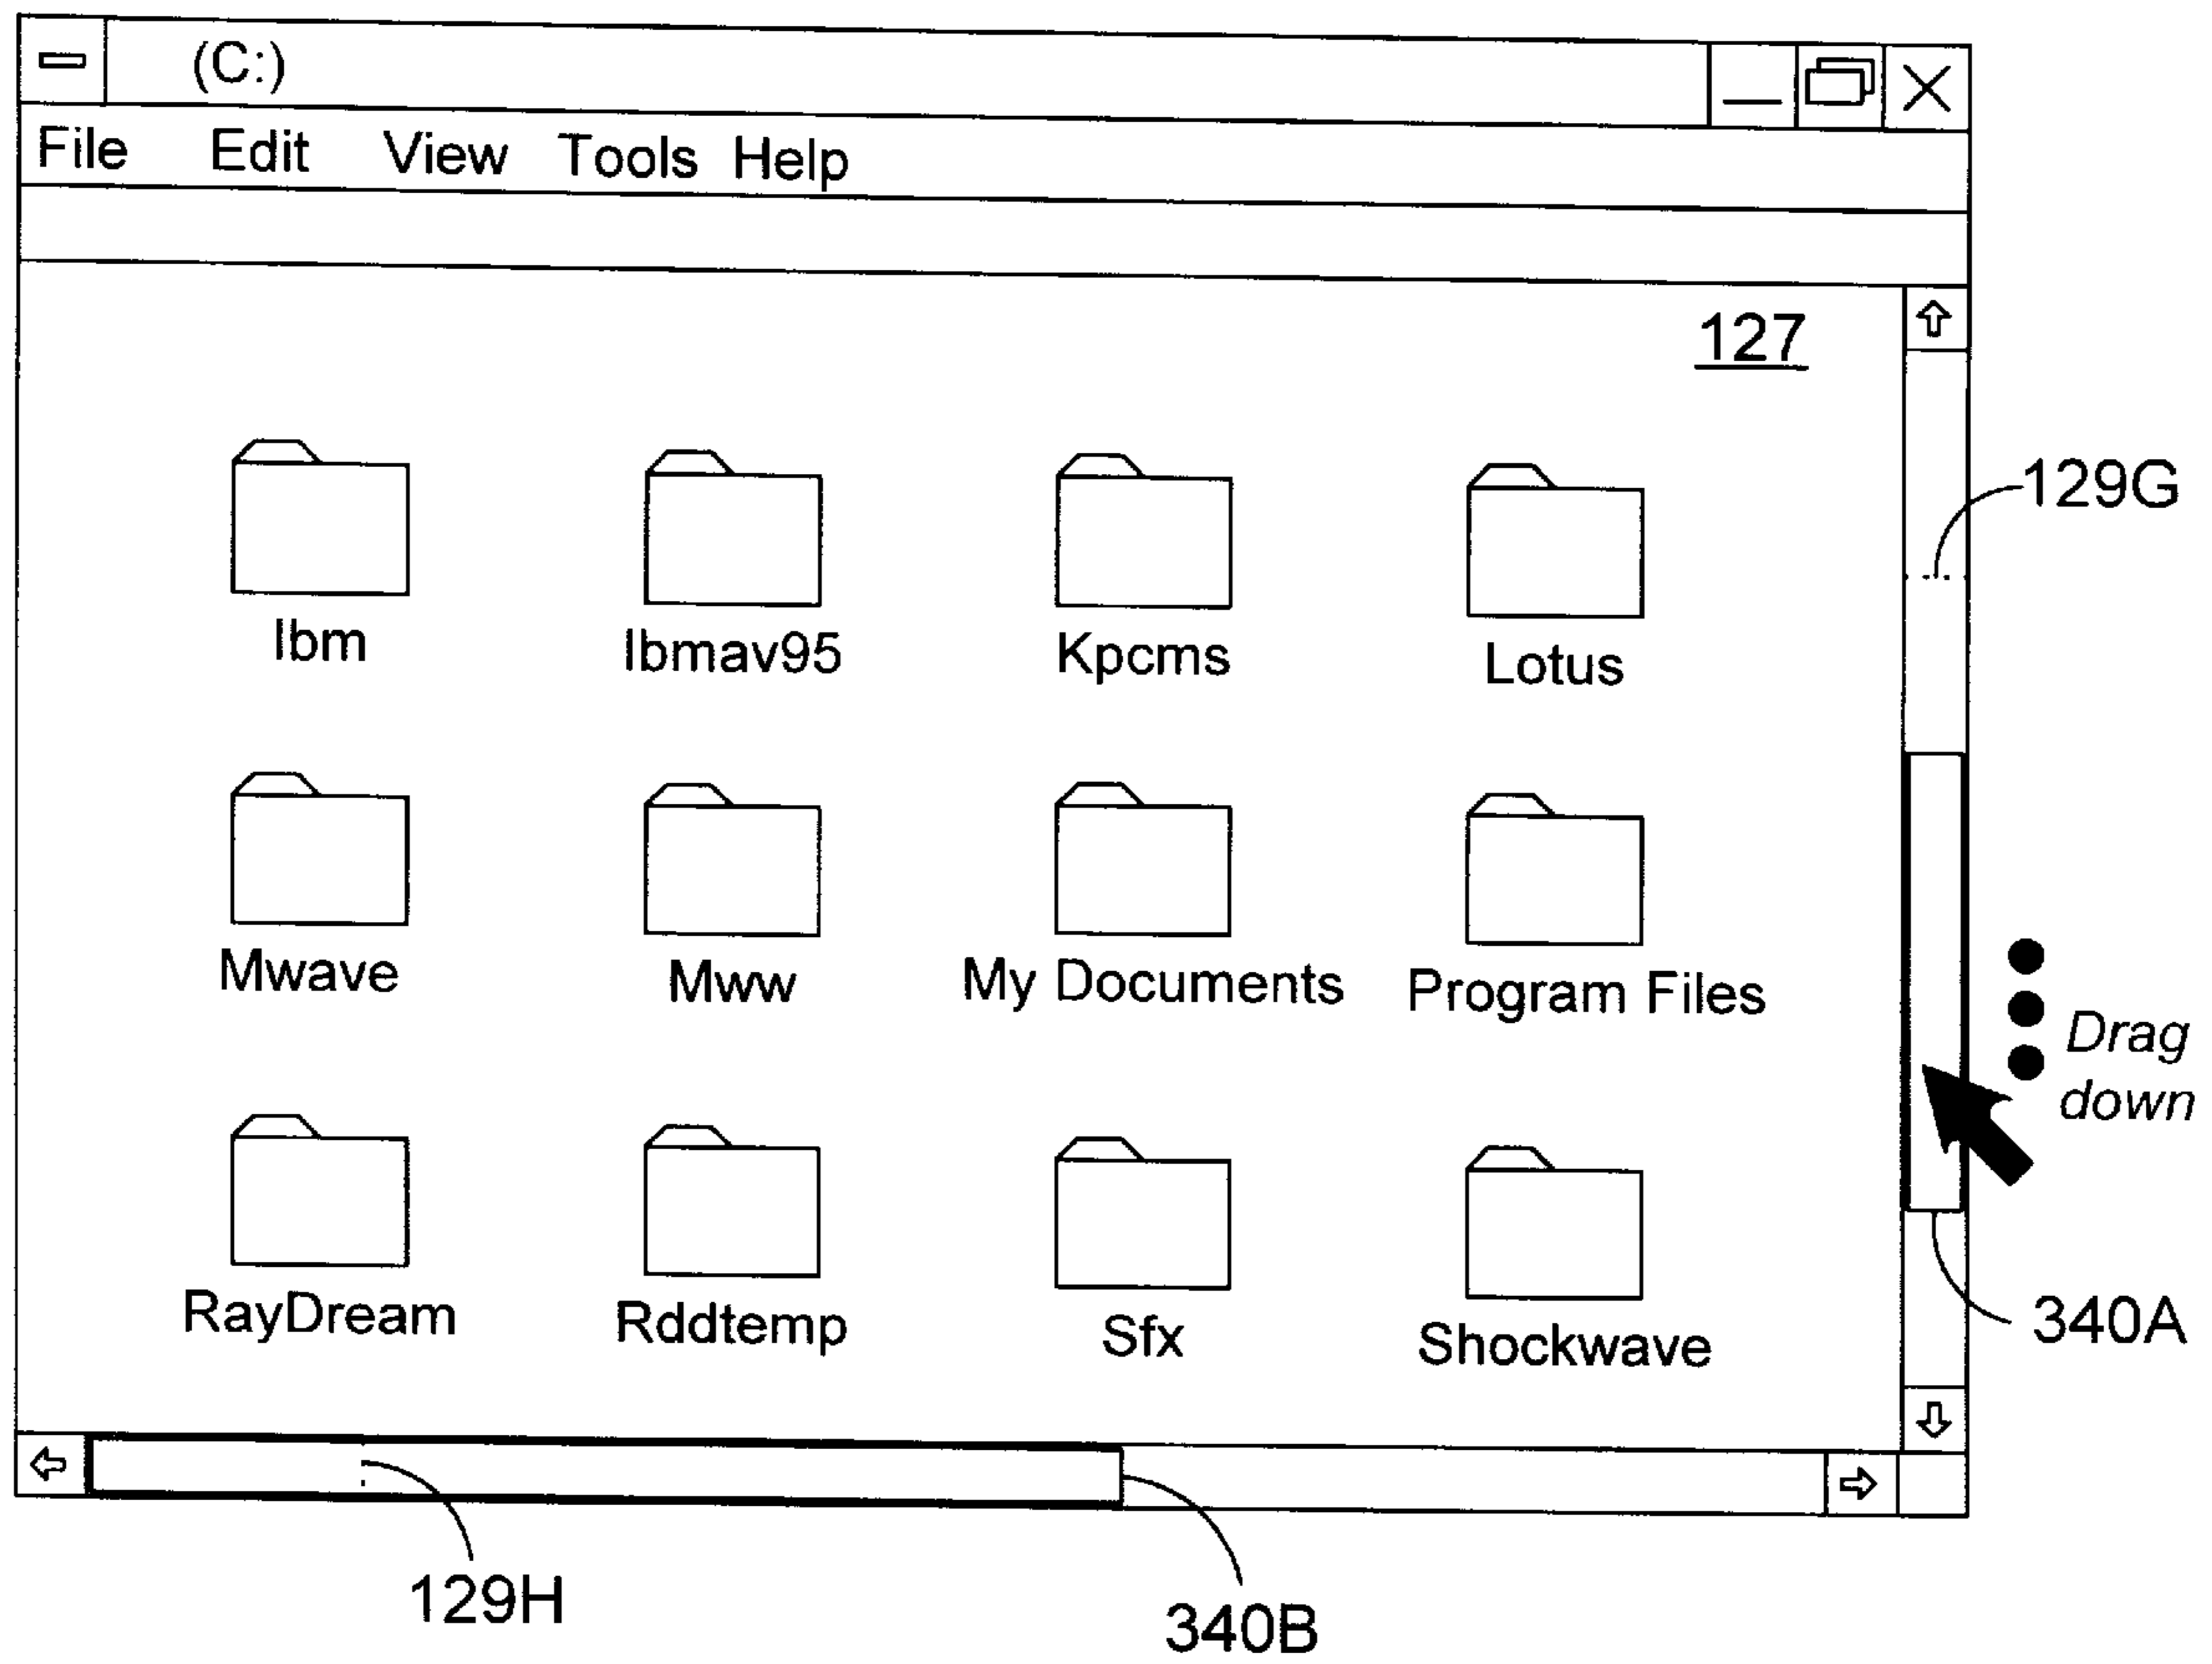 (C:)
File Edit View Tools Help
127
129G
Ibm Ibmav95 Kpcms Lotus
Mwave Mww My Documents Program Files
Drag
down
RayDream Rddtemp Sfx Shockwave
340A
129H
340B